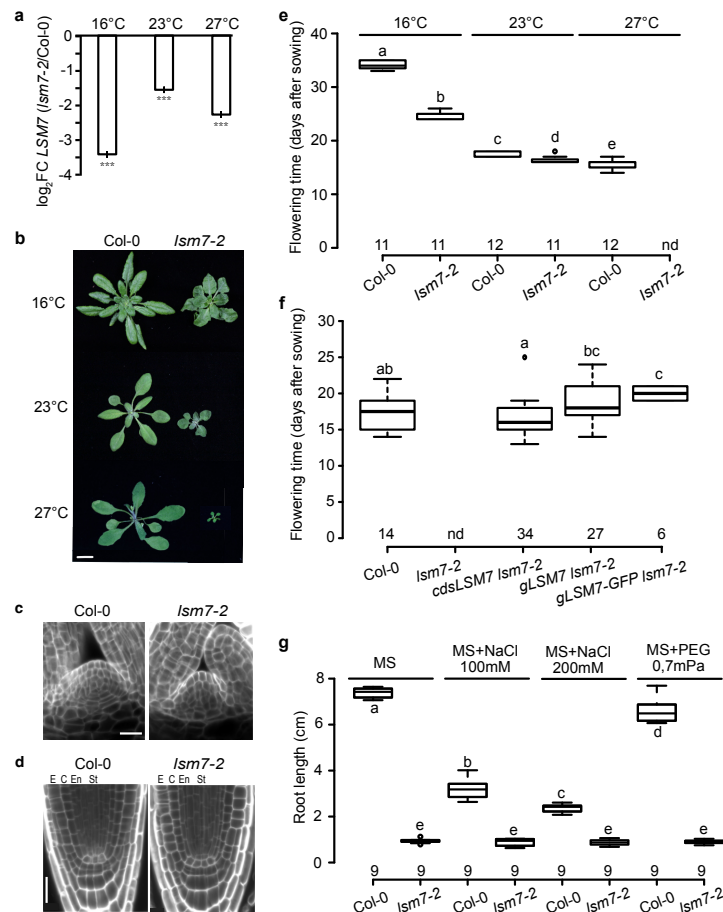 a
16°C 23°C 27°C
0
-1
-2
-3
-4
log2FC LSM7 (lsm7-2/Col-0)
***
***
***
b
Col-0 lsm7-2
16°C
23°C
27°C
c
Col-0 lsm7-2
d
Col-0 lsm7-2
E C En St E C En St
e
16°C 23°C 27°C
Flowering time (days after sowing)
40
30
20
10
0
a
b
c
d
e
11 11 12 11 12 nd
Col-0 lsm7-2 Col-0 lsm7-2 Col-0 lsm7-2
f
Flowering time (days after sowing)
30
25
20
15
10
5
0
ab
a
bc
c
14 nd 34 27 6
Col-0 lsm7-2 cdsLSM7 lsm7-2 gLSM7 lsm7-2 gLSM7-GFP lsm7-2
g
MS MS+NaCl 100mM MS+NaCl 200mM MS+PEG 0,7mPa
Root length (cm)
8
6
4
2
0
a
e
b
e
c
e
d
e
9 9 9 9 9 9 9 9
Col-0 lsm7-2 Col-0 lsm7-2 Col-0 lsm7-2 Col-0 lsm7-2